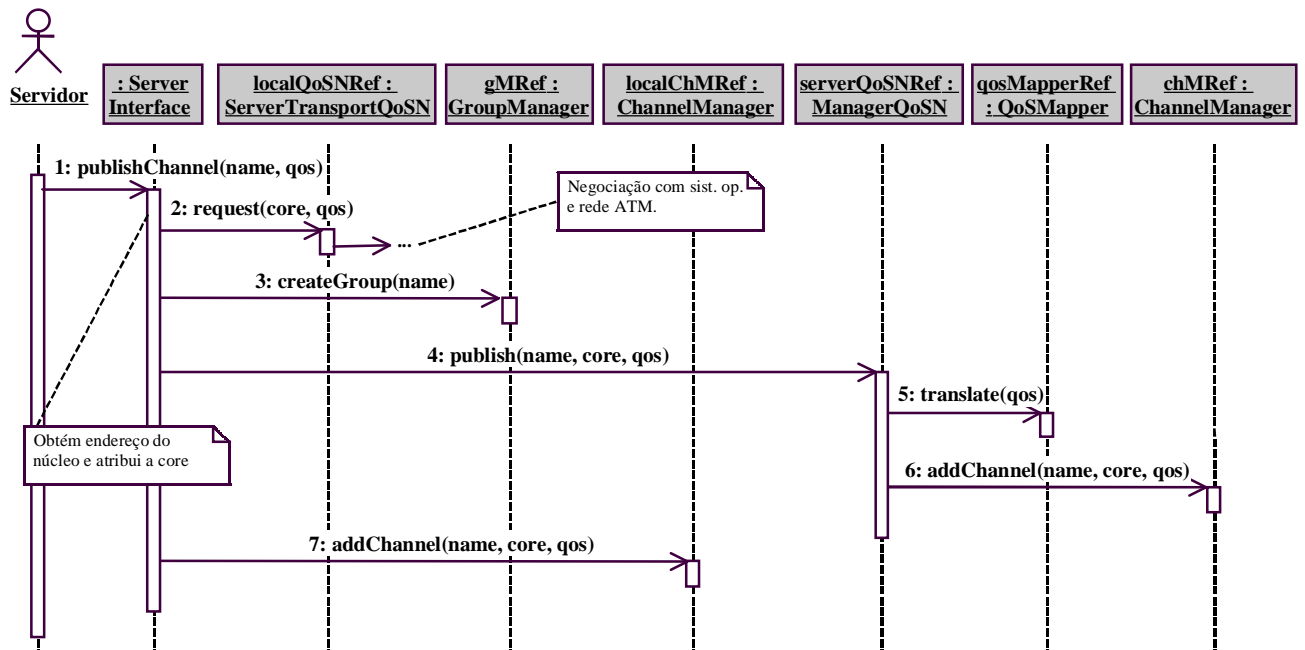 Servidor
: Server
Interface
localQoSNRef :
ServerTransportQoSN
gMRef :
GroupManager
localChMRef :
ChannelManager
serverQoSNRef :
ManagerQoSN
qosMapperRef
: QoSMapper
chMRef :
ChannelManager
1: publishChannel(name, qos)
Negociação com sist. op.
e rede ATM.
2: request(core, qos)
...
3: createGroup(name)
4: publish(name, core, qos)
5: translate(qos)
Obtém endereço do
núcleo e atribui a core
6: addChannel(name, core, qos)
7: addChannel(name, core, qos)